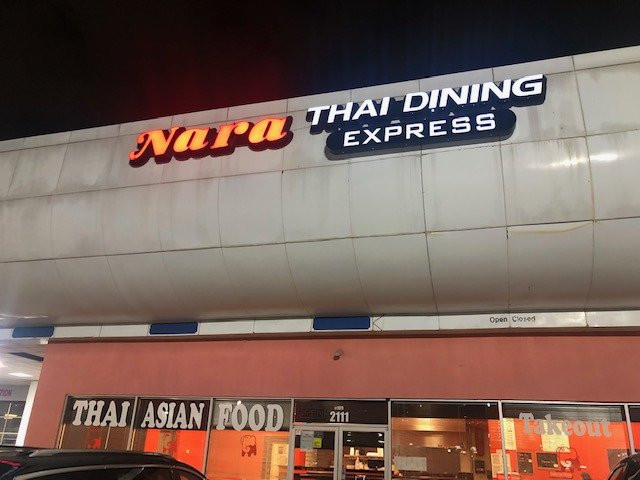 Nara THAI DINING
EXPRESS
Open Closed
2111
THAI ASIAN FOOD
Takeout